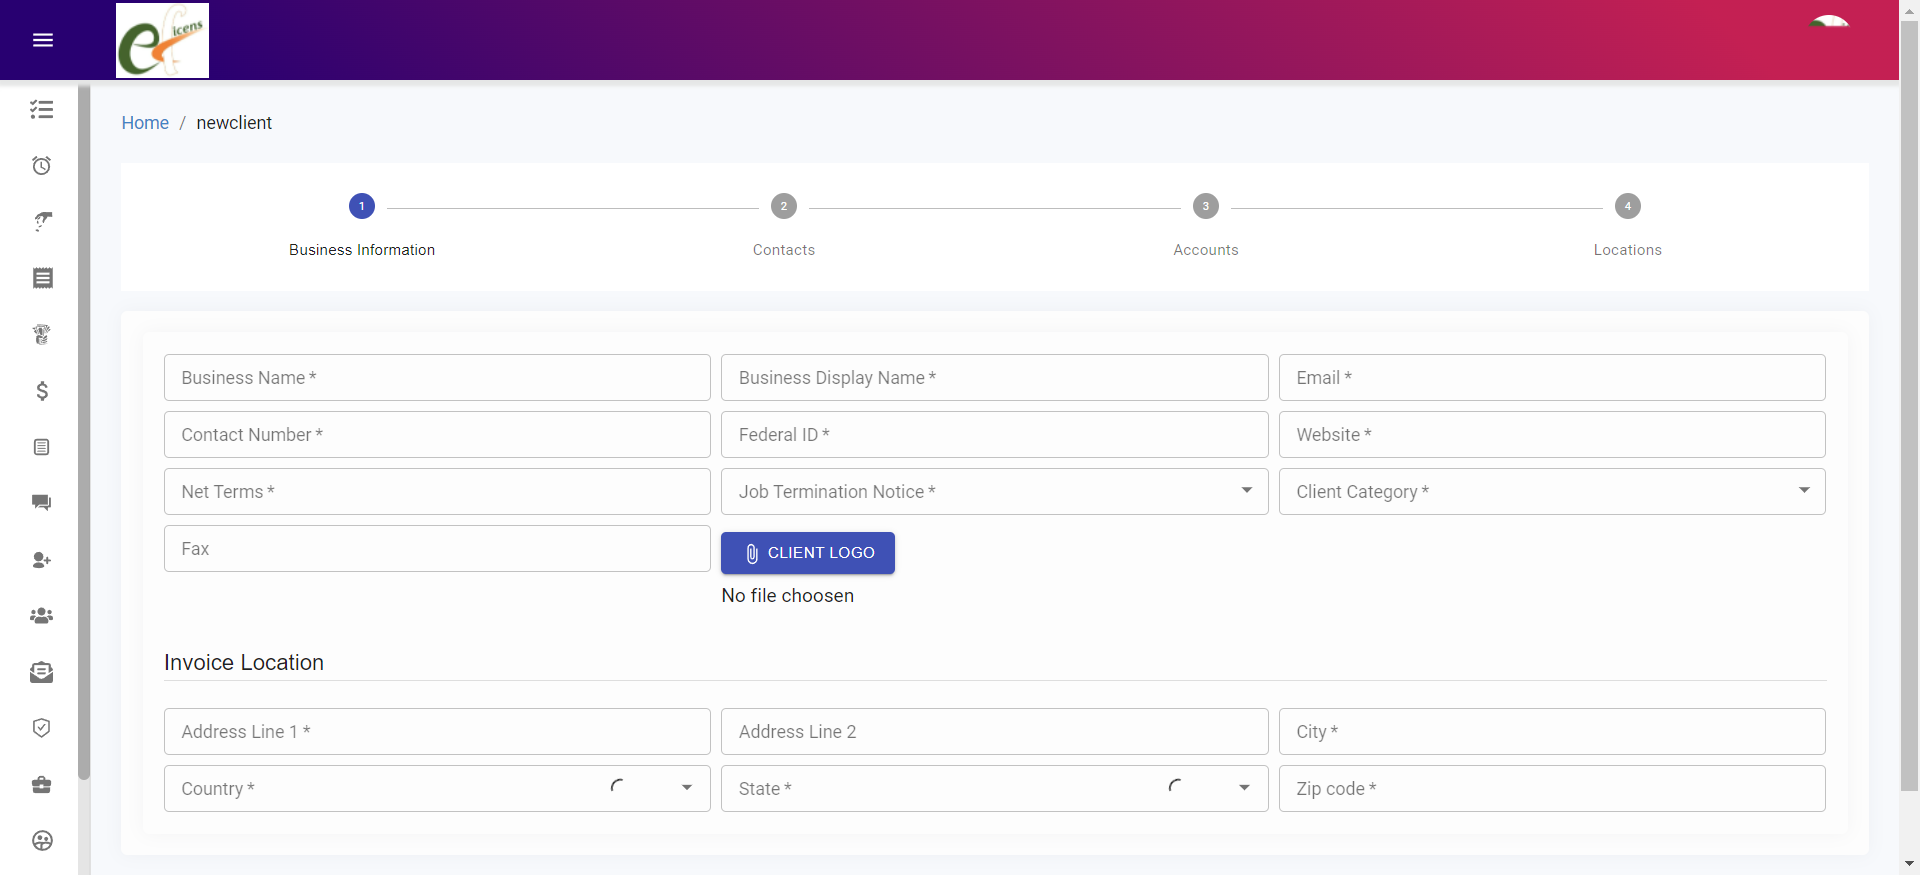 eficens
Home / newclient
1 2 3 4
Business Information Contacts Accounts Locations
Business Name * Business Display Name * Email *
Contact Number * Federal ID * Website *
Net Terms * Job Termination Notice * Client Category *
Fax CLIENT LOGO
No file choosen
Invoice Location
Address Line 1 * Address Line 2 City *
Country * State * Zip code *